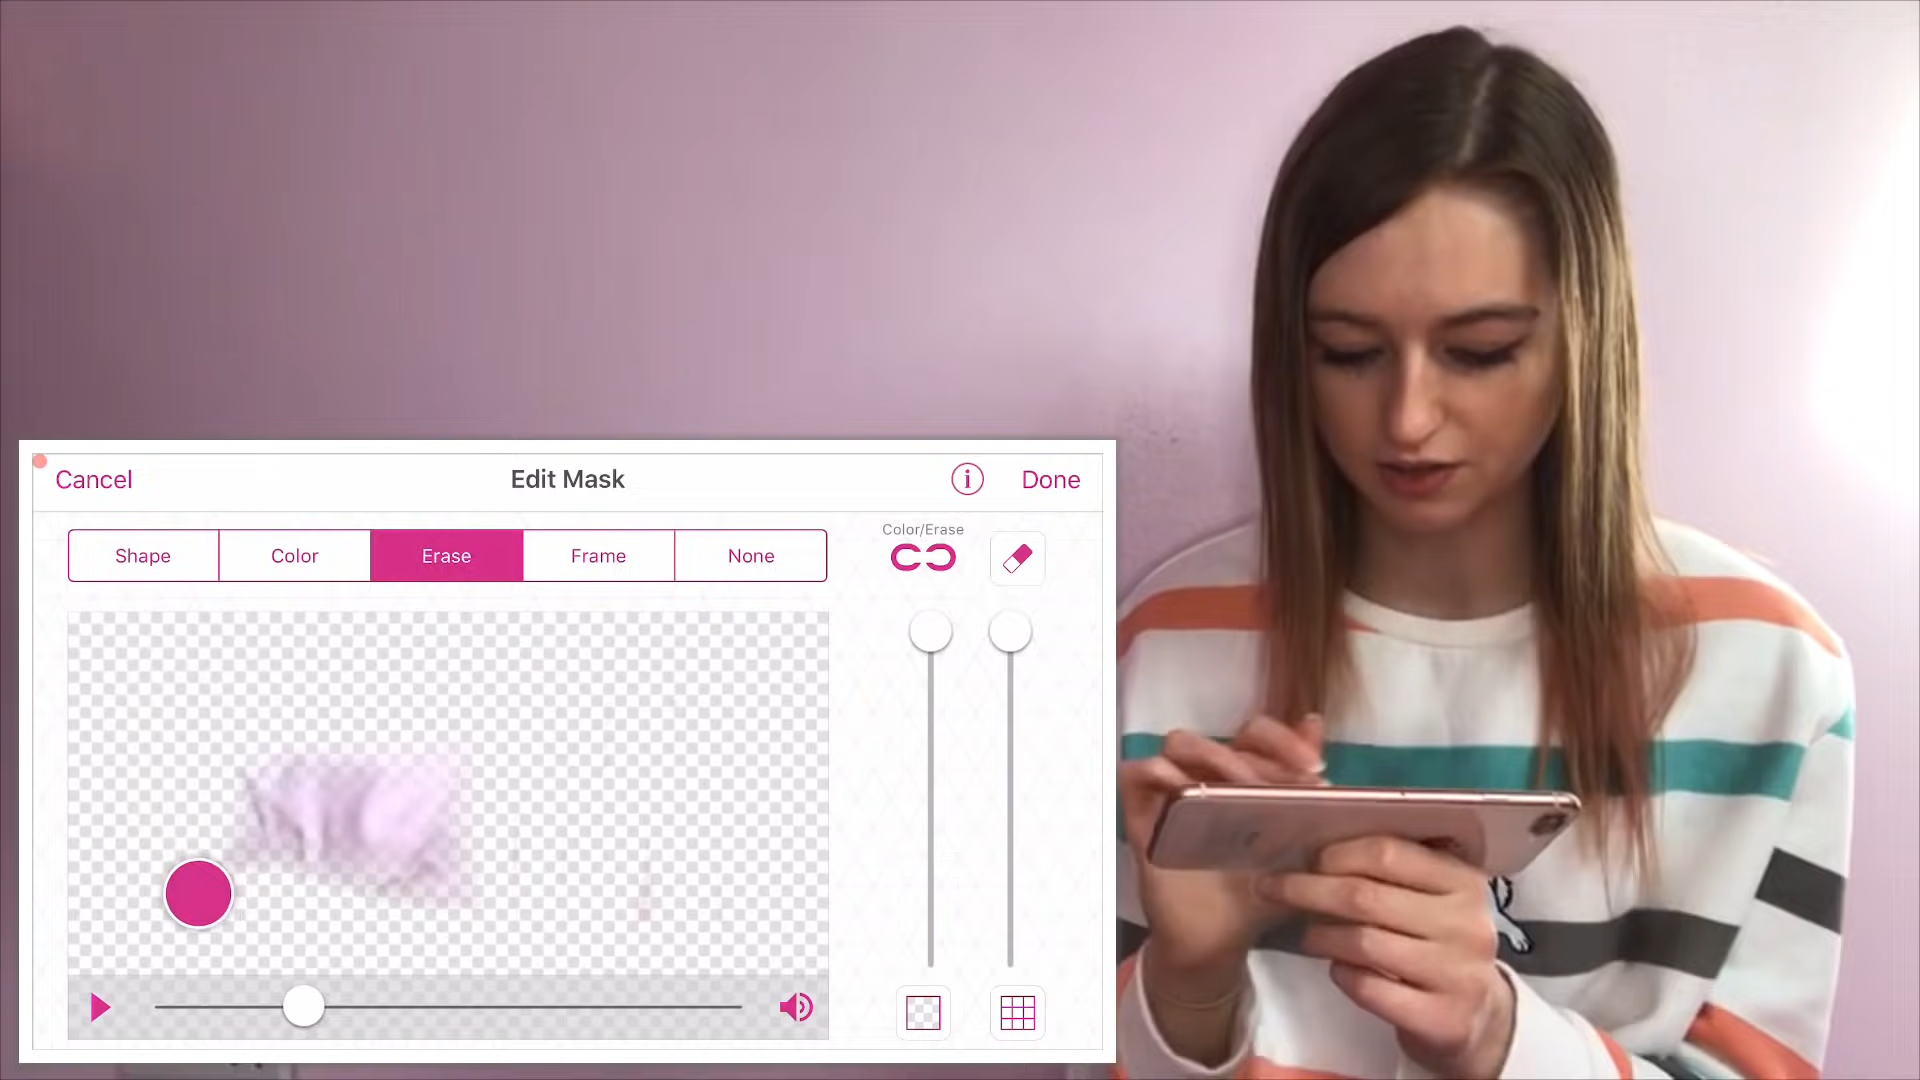 Cancel
Edit Mask
i
Done
Shape
Color
Erase
Frame
None
Color/Erase